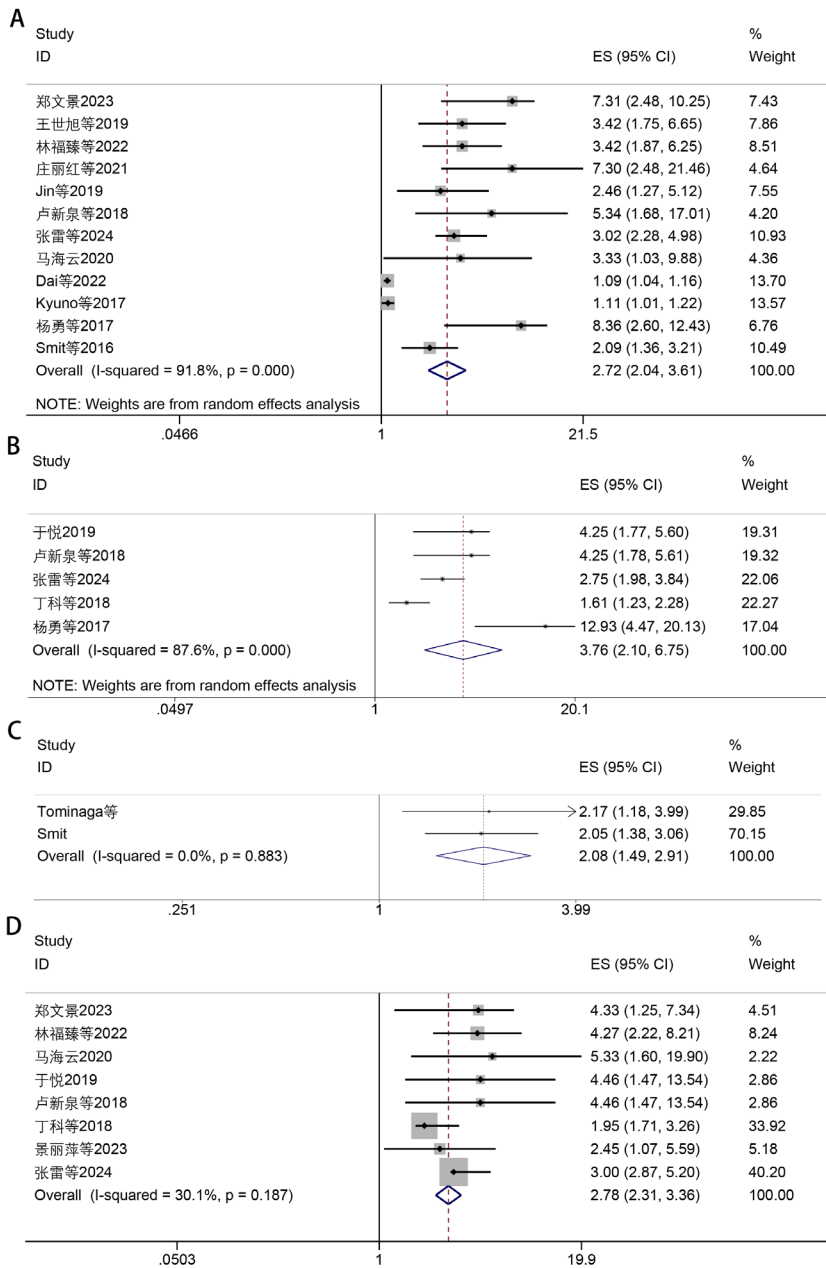 A
Study %
ID ES (95% CI) Weight
郑文景2023 7.31 (2.48, 10.25) 7.43
王世旭等2019 3.42 (1.75, 6.65) 7.86
林福臻等2022 3.42 (1.87, 6.25) 8.51
庄丽红等2021 7.30 (2.48, 21.46) 4.64
Jin等2019 2.46 (1.27, 5.12) 7.55
卢新泉等2018 5.34 (1.68, 17.01) 4.20
张雷等2024 3.02 (2.28, 4.98) 10.93
马海云2020 3.33 (1.03, 9.88) 4.36
Dai等2022 1.09 (1.04, 1.16) 13.70
Kyuno等2017 1.11 (1.01, 1.22) 13.57
杨勇等2017 8.36 (2.60, 12.43) 6.76
Smit等2016 2.09 (1.36, 3.21) 10.49
Overall (I-squared = 91.8%, p = 0.000) 2.72 (2.04, 3.61) 100.00
NOTE: Weights are from random effects analysis
.0466 1 21.5
B
Study %
ID ES (95% CI) Weight
于悦2019 4.25 (1.77, 5.60) 19.31
卢新泉等2018 4.25 (1.78, 5.61) 19.32
张雷等2024 2.75 (1.98, 3.84) 22.06
丁科等2018 1.61 (1.23, 2.28) 22.27
杨勇等2017 12.93 (4.47, 20.13) 17.04
Overall (I-squared = 87.6%, p = 0.000) 3.76 (2.10, 6.75) 100.00
NOTE: Weights are from random effects analysis
.0497 1 20.1
C
Study %
ID ES (95% CI) Weight
Tominaga等 2.17 (1.18, 3.99) 29.85
Smit 2.05 (1.38, 3.06) 70.15
Overall (I-squared = 0.0%, p = 0.883) 2.08 (1.49, 2.91) 100.00
.251 1 3.99
D
Study %
ID ES (95% CI) Weight
郑文景2023 4.33 (1.25, 7.34) 4.51
林福臻等2022 4.27 (2.22, 8.21) 8.24
马海云2020 5.33 (1.60, 19.90) 2.22
于悦2019 4.46 (1.47, 13.54) 2.86
卢新泉等2018 4.46 (1.47, 13.54) 2.86
丁科等2018 1.95 (1.71, 3.26) 33.92
景丽萍等2023 2.45 (1.07, 5.59) 5.18
张雷等2024 3.00 (2.87, 5.20) 40.20
Overall (I-squared = 30.1%, p = 0.187) 2.78 (2.31, 3.36) 100.00
.0503 1 19.9